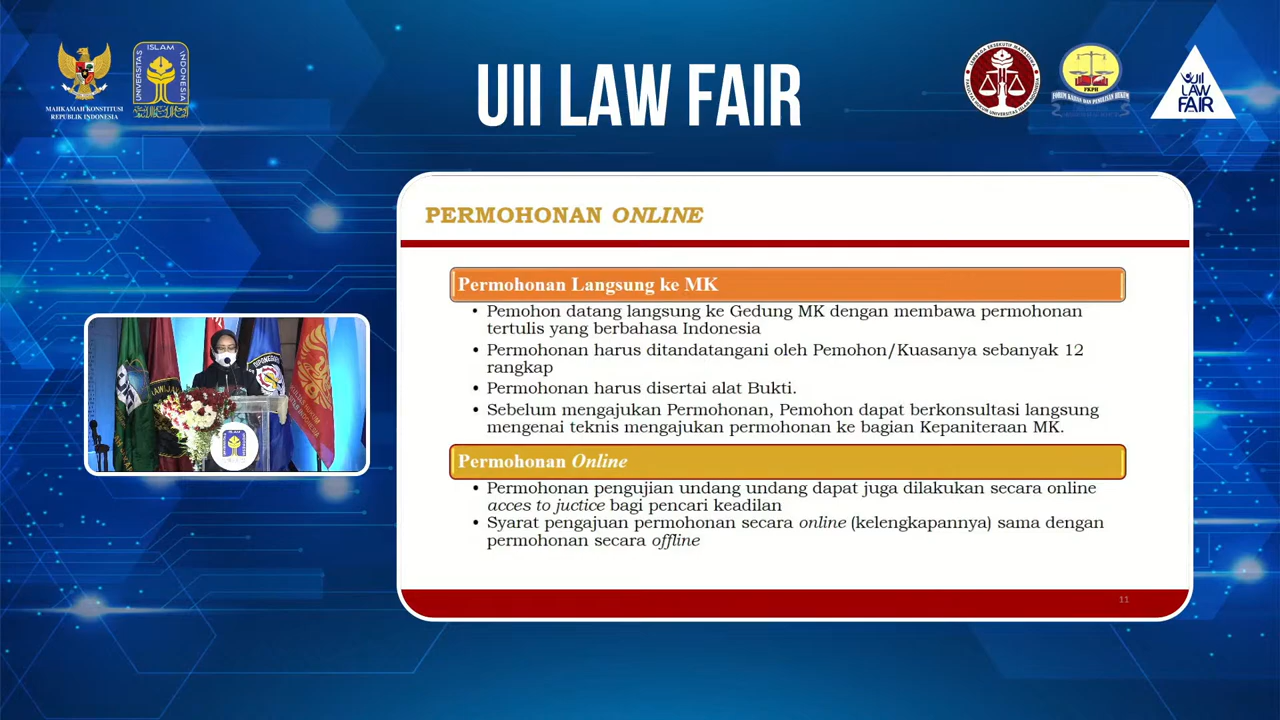 MAHKAMAH KONSTITUSI
REPUBLIK INDONESIA
UNIVERSITAS ISLAM INDONESIA
UII LAW FAIR
FKPH
UII
LAW
FAIR
PERMOHONAN ONLINE
Permohonan Langsung ke MK
• Pemohon datang langsung ke Gedung MK dengan membawa permohonan
tertulis yang berbahasa Indonesia
• Permohonan harus ditandatangani oleh Pemohon/Kuasanya sebanyak 12
rangkap
• Permohonan harus disertai alat Bukti.
• Sebelum mengajukan Permohonan, Pemohon dapat berkonsultasi langsung
mengenai teknis mengajukan permohonan ke bagian Kepaniteraan MK.
Permohonan Online
• Permohonan pengujian undang undang dapat juga dilakukan secara online
acces to juctice bagi pencari keadilan
• Syarat pengajuan permohonan secara online (kelengkapannya) sama dengan
permohonan secara offline
11